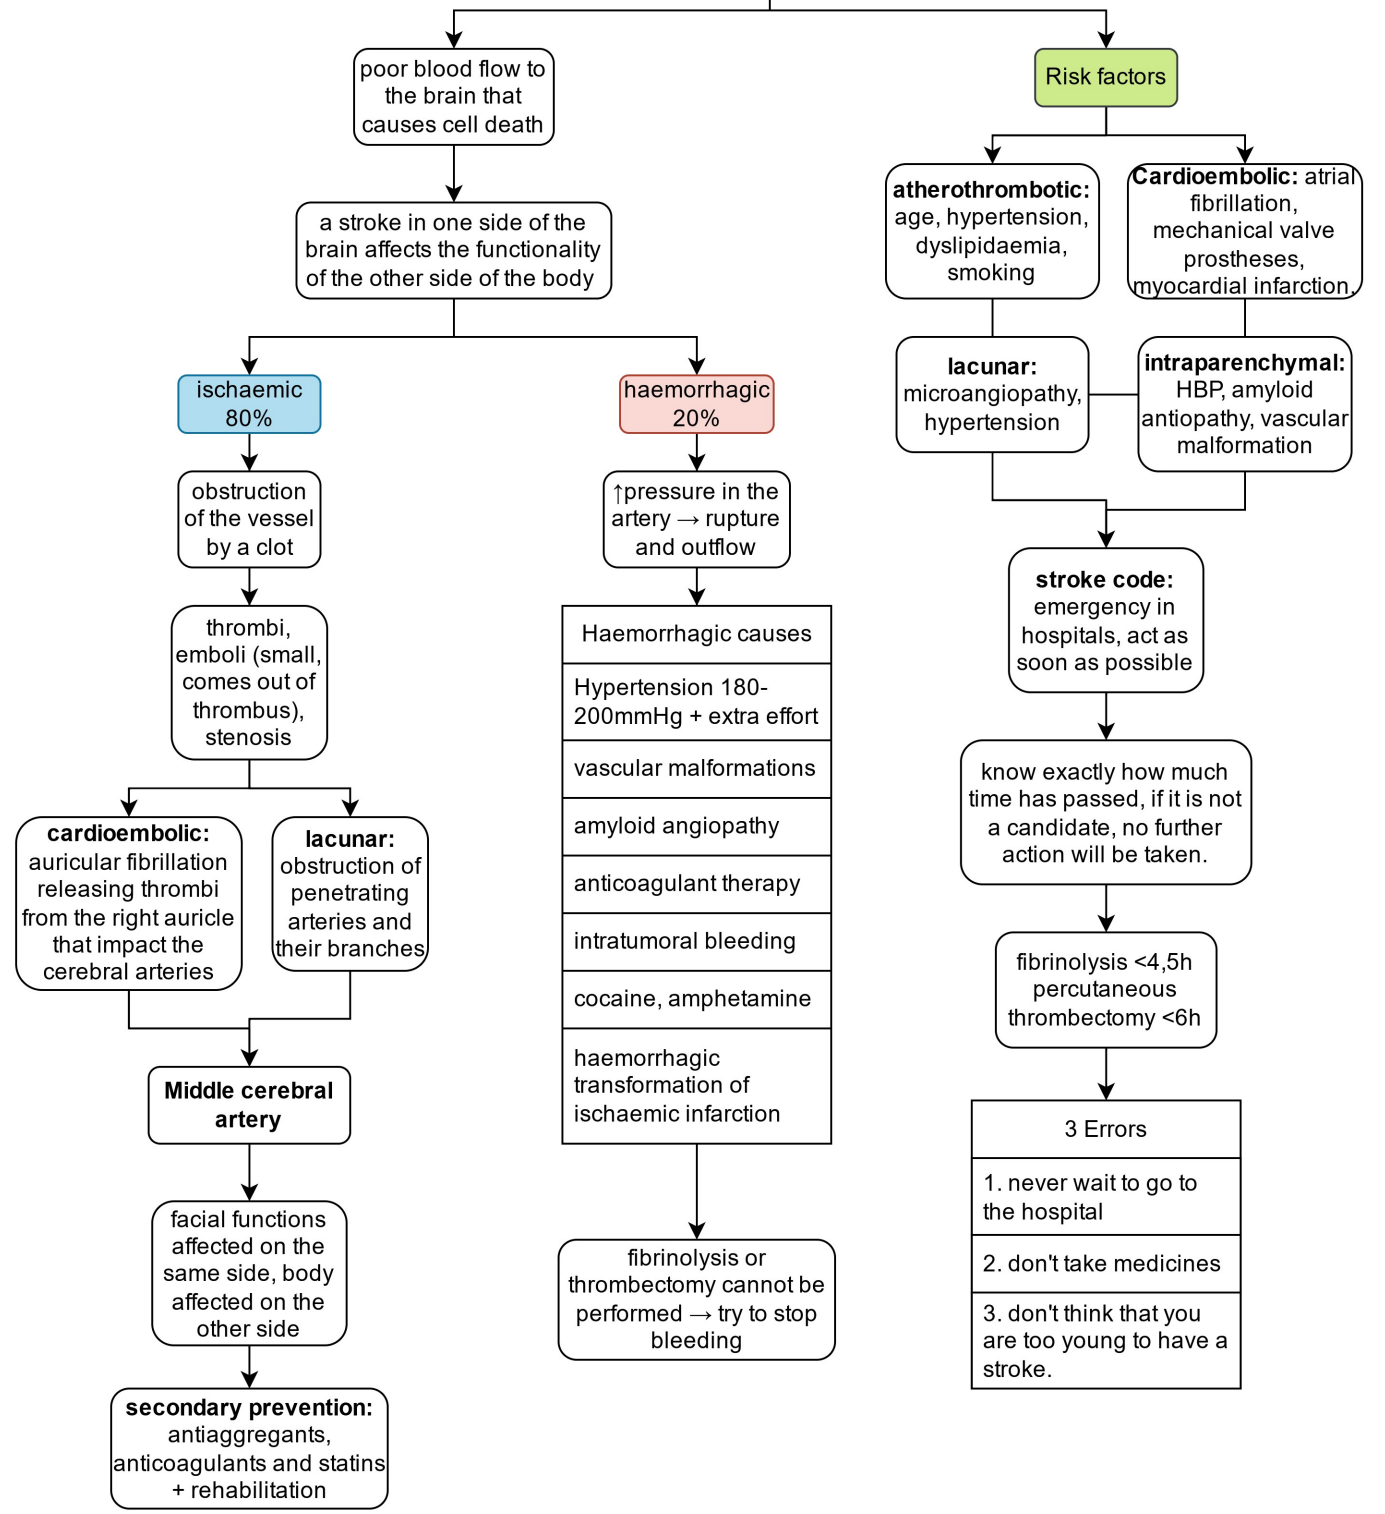 poor blood flow to
the brain that
causes cell death
a stroke in one side of the
brain affects the functionality
of the other side of the body
ischaemic
80%
obstruction
of the vessel
by a clot
thrombi,
emboli (small,
comes out of
thrombus),
stenosis
cardioembolic:
auricular fibrillation
releasing thrombi
from the right auricle
that impact the
cerebral arteries
lacunar:
obstruction of
penetrating
arteries and
their branches
Middle cerebral
artery
facial functions
affected on the
same side, body
affected on the
other side
secondary prevention:
antiaggregants,
anticoagulants and statins
+ rehabilitation
haemorrhagic
20%
↑pressure in the
artery → rupture
and outflow
Haemorrhagic causes
Hypertension 180-
200mmHg + extra effort
vascular malformations
amyloid angiopathy
anticoagulant therapy
intratumoral bleeding
cocaine, amphetamine
haemorrhagic
transformation of
ischaemic infarction
fibrinolysis or
thrombectomy cannot be
performed → try to stop
bleeding
Risk factors
atherothrombotic:
age, hypertension,
dyslipidaemia,
smoking
Cardioembolic: atrial
fibrillation,
mechanical valve
prostheses,
myocardial infarction.
lacunar:
microangiopathy,
hypertension
intraparenchymal:
HBP, amyloid
antiopathy, vascular
malformation
stroke code:
emergency in
hospitals, act as
soon as possible
know exactly how much
time has passed, if it is not
a candidate, no further
action will be taken.
fibrinolysis <4,5h
percutaneous
thrombectomy <6h
3 Errors
1. never wait to go to
the hospital
2. don't take medicines
3. don't think that you
are too young to have a
stroke.